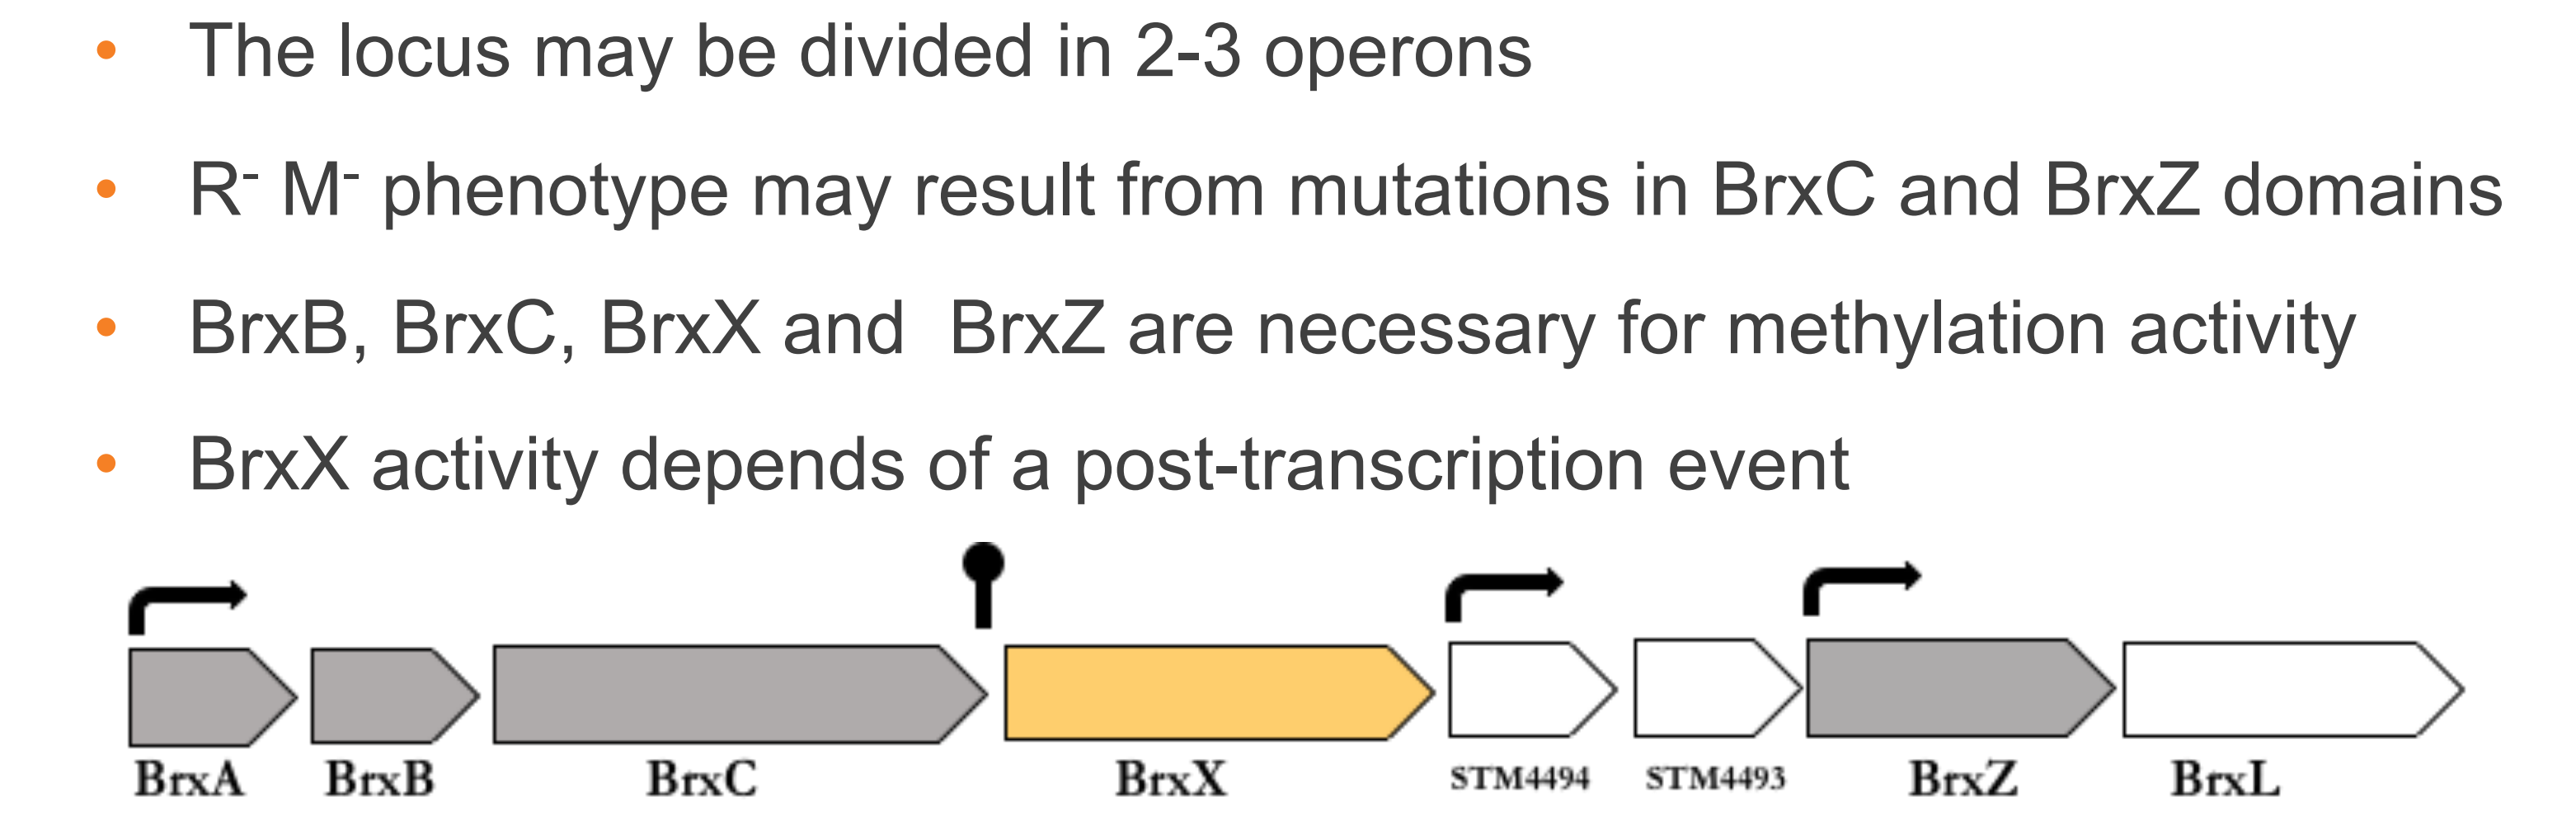 • The locus may be divided in 2-3 operons
• R⁻ M⁻ phenotype may result from mutations in BrxC and BrxZ domains
• BrxB, BrxC, BrxX and  BrxZ are necessary for methylation activity
• BrxX activity depends of a post-transcription event
BrxA BrxB BrxC BrxX STM4494 STM4493 BrxZ BrxL